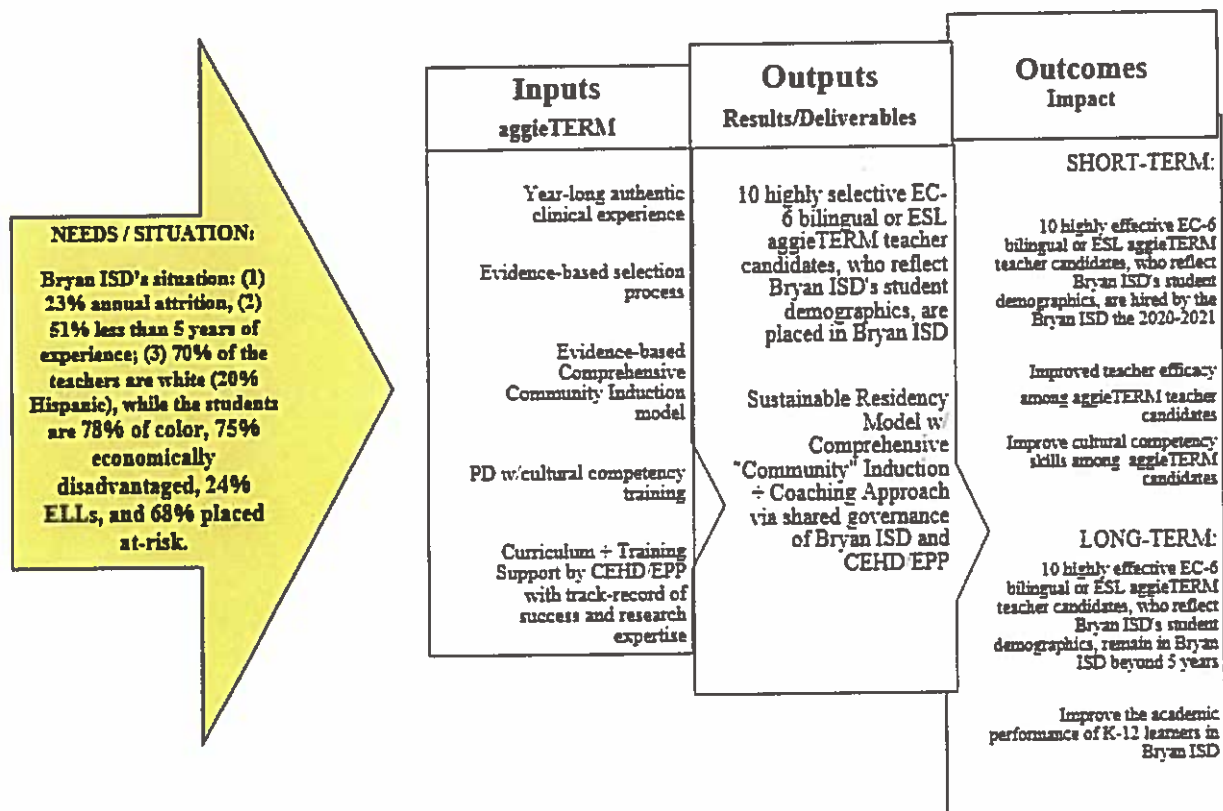 NEEDS / SITUATION:
Bryan ISD's situation: (1)
23% annual attrition, (2)
51% less than 5 years of
experience; (3) 70% of the
teachers are white (20%
Hispanic), while the students
are 78% of color, 75%
economically
disadvantaged, 24%
ELLs, and 68% placed
at-risk.
Inputs
aggieTERM
Year-long authentic
clinical experience
Evidence-based selection
process
Evidence-based
Comprehensive
Community Induction
model
PD w/cultural competency
training
Curriculum + Training
Support by CEHD/EPP
with track-record of
success and research
expertise
Outputs
Results/Deliverables
10 highly selective EC-
6 bilingual or ESL
aggieTERM teacher
candidates, who reflect
Bryan ISD's student
demographics, are
placed in Bryan ISD
Sustainable Residency
Model w/
Comprehensive
"Community" Induction
+ Coaching Approach
via shared governance
of Bryan ISD and
CEHD/EPP
Outcomes
Impact
SHORT-TERM:
10 highly effective EC-6
bilingual or ESL aggieTERM
teacher candidates, who reflect
Bryan ISD's student
demographics, are hired by the
Bryan ISD the 2020-2021
Improved teacher efficacy
among aggieTERM teacher
candidates
Improve cultural competency
skills among aggieTERM
candidates
LONG-TERM:
10 highly effective EC-6
bilingual or ESL aggieTERM
teacher candidates, who reflect
Bryan ISD's student
demographics, remain in Bryan
ISD beyond 5 years
Improve the academic
performance of K-12 learners in
Bryan ISD